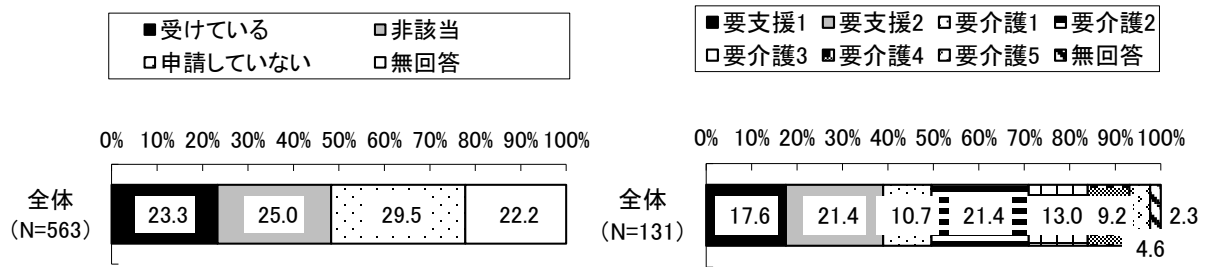 ■受けている ■非該当
□申請していない □無回答
0% 10% 20% 30% 40% 50% 60% 70% 80% 90% 100%
全体
(N=563)
23.3 25.0 29.5 22.2
■要支援1 ■要支援2 □要介護1 ■要介護2
□要介護3 ■要介護4 □要介護5 ■無回答
0% 10% 20% 30% 40% 50% 60% 70% 80% 90% 100%
全体
(N=131)
17.6 21.4 10.7 21.4 13.0 9.2 2.3
4.6